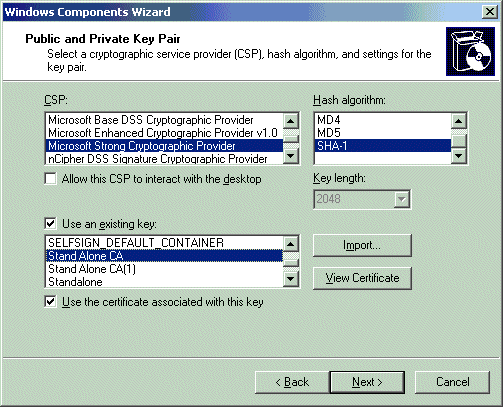 Windows Components Wizard
Public and Private Key Pair
Select a cryptographic service provider (CSP), hash algorithm, and settings for the
key pair.
CSP:
Microsoft Base DSS Cryptographic Provider
Microsoft Enhanced Cryptographic Provider v1.0
Microsoft Strong Cryptographic Provider
nCipher DSS Signature Cryptographic Provider
Allow this CSP to interact with the desktop
Hash algorithm:
MD4
MD5
SHA-1
Key length:
2048
Use an existing key:
SELFSIGN_DEFAULT_CONTAINER
Stand Alone CA
Stand Alone CA(1)
Standalone
Import...
View Certificate
Use the certificate associated with this key
< Back
Next >
Cancel